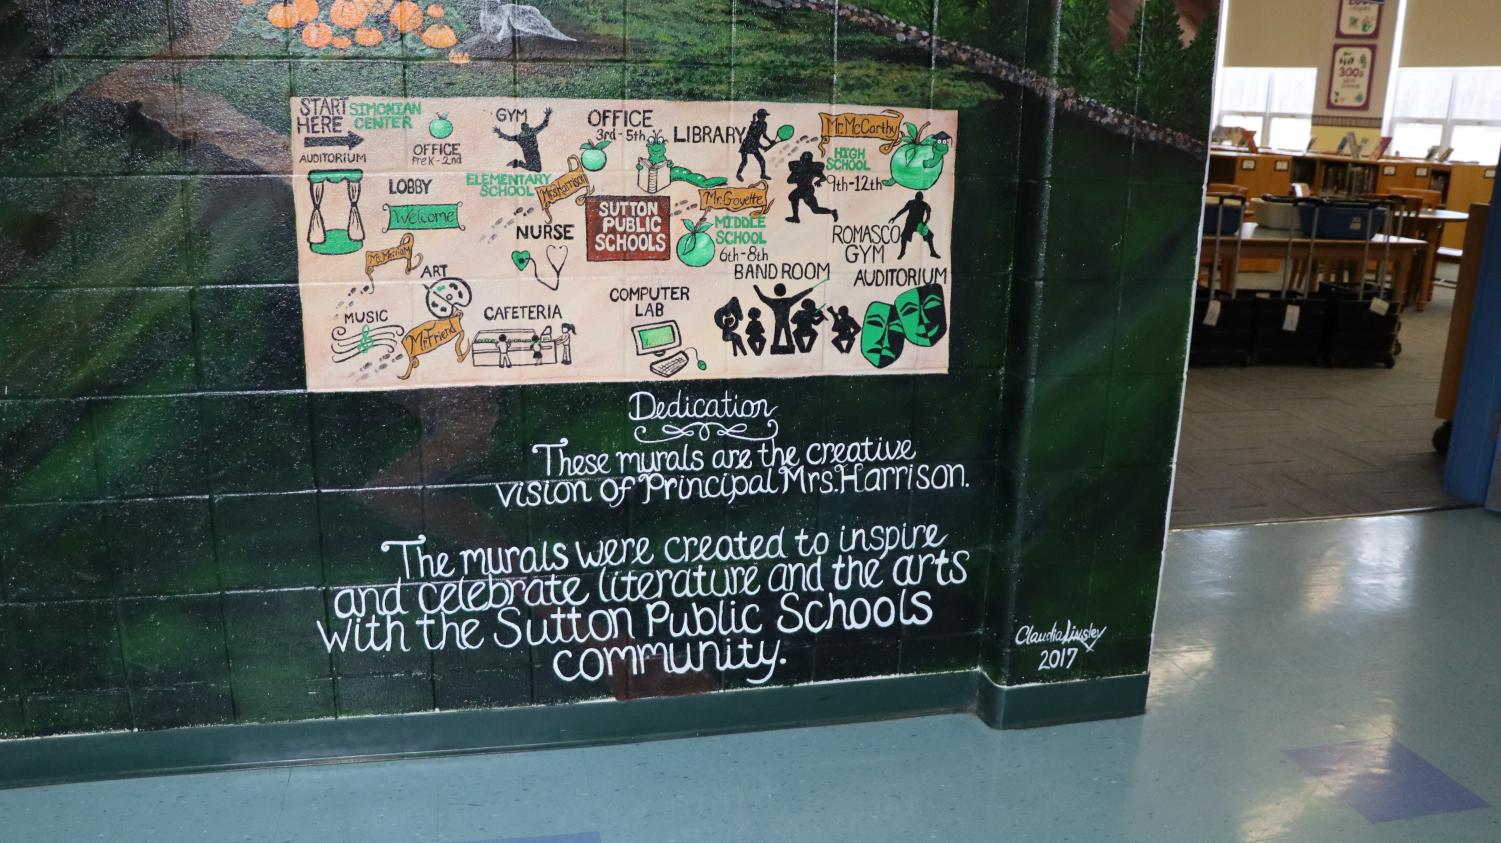 START HERE
SIMONIAN CENTER
AUDITORIUM
OFFICE
Prek-2nd
GYM
OFFICE
3rd-5th
LIBRARY
Mr. McCarthy
HIGH SCHOOL
9th-12th
LOBBY
Welcome
ELEMENTARY SCHOOL
Mrs. Harrison
SUTTON
PUBLIC
SCHOOLS
Mr. Goyette
MIDDLE SCHOOL
6th-8th
NURSE
ROMASCO GYM
ART
BAND ROOM
AUDITORIUM
MUSIC
Mr. Friend
CAFETERIA
COMPUTER LAB
Dedication
These murals are the creative
vision of Principal Mrs. Harrison.
The murals were created to inspire
and celebrate literature and the arts
with the Sutton Public Schools
community.
Claudia Linsley
2017
300s